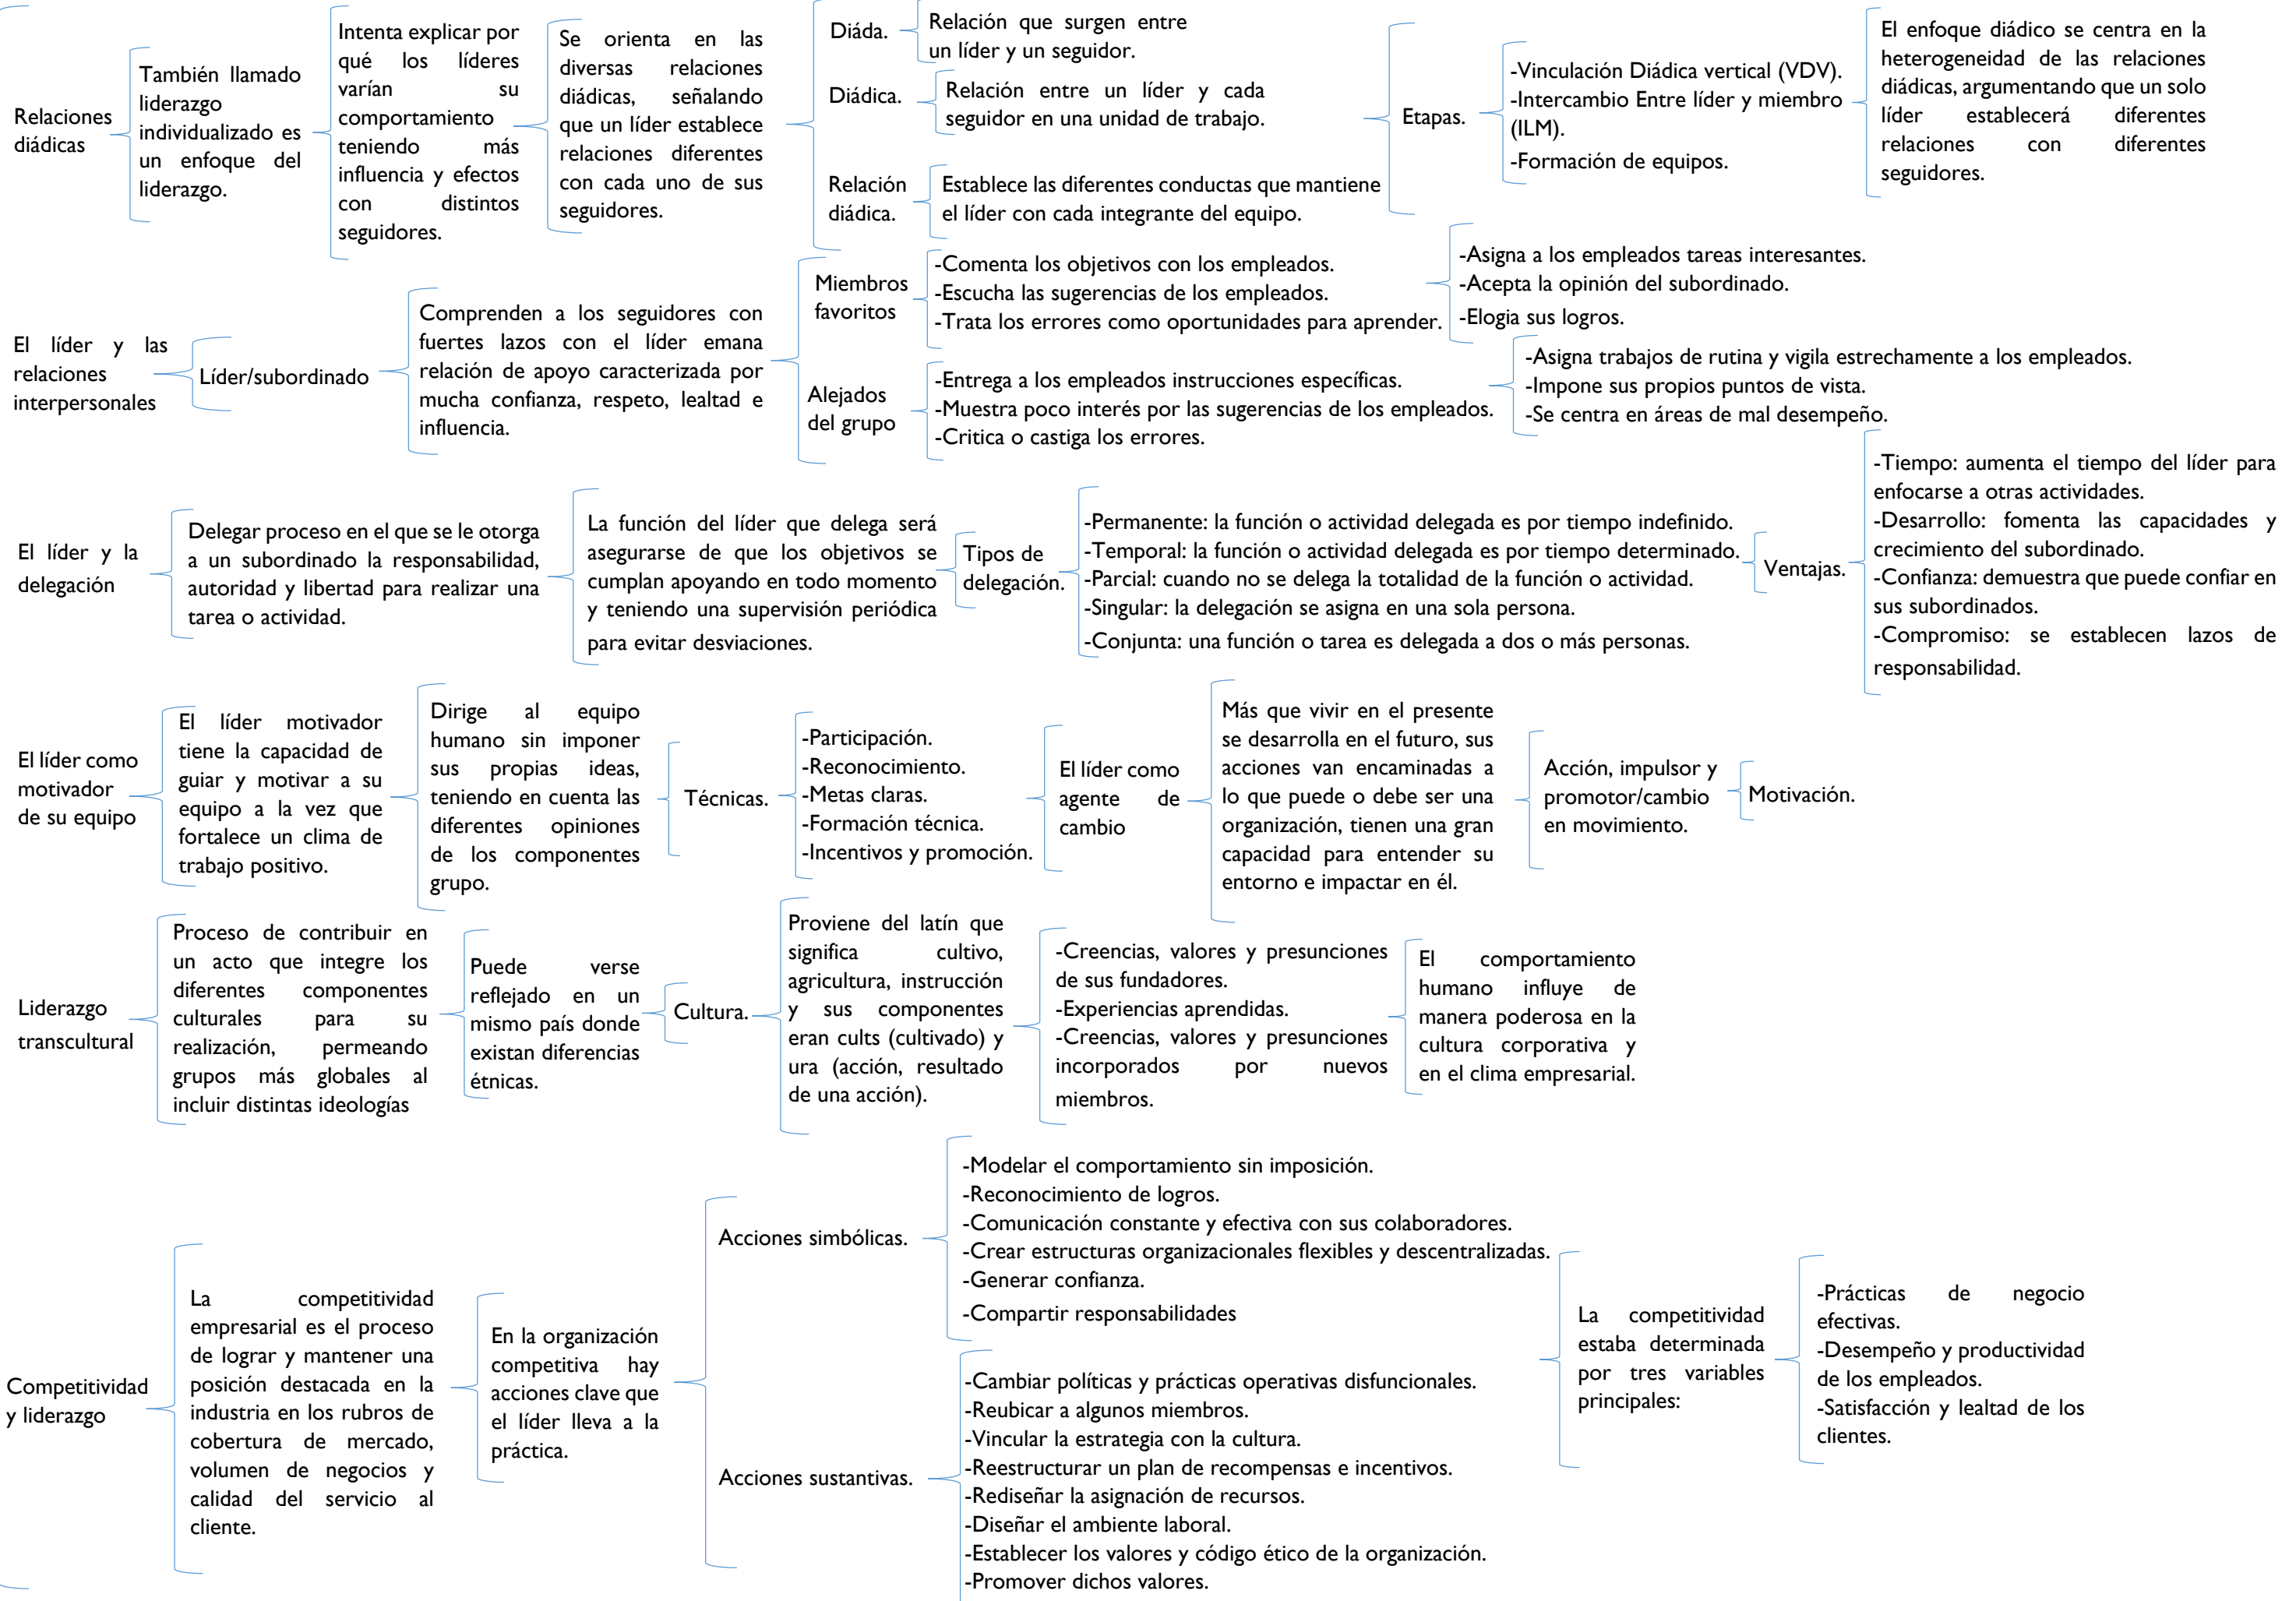 Relaciones
diádicas
También llamado
liderazgo
individualizado es
un enfoque del
liderazgo.
Intenta explicar por
qué los líderes
varían su
comportamiento
teniendo más
influencia y efectos
con distintos
seguidores.
Se orienta en las
diversas relaciones
diádicas, señalando
que un líder establece
relaciones diferentes
con cada uno de sus
seguidores.
Diáda.
Relación que surgen entre
un líder y un seguidor.
Diádica.
Relación entre un líder y cada
seguidor en una unidad de trabajo.
Relación
diádica.
Establece las diferentes conductas que mantiene
el líder con cada integrante del equipo.
Etapas.
-Vinculación Diádica vertical (VDV).
-Intercambio Entre líder y miembro
(ILM).
-Formación de equipos.
El enfoque diádico se centra en la
heterogeneidad de las relaciones
diádicas, argumentando que un solo
líder establecerá diferentes
relaciones con diferentes
seguidores.
El líder y las
relaciones
interpersonales
Líder/subordinado
Comprenden a los seguidores con
fuertes lazos con el líder emana
relación de apoyo caracterizada por
mucha confianza, respeto, lealtad e
influencia.
Miembros
favoritos
-Comenta los objetivos con los empleados.
-Escucha las sugerencias de los empleados.
-Trata los errores como oportunidades para aprender.
-Asigna a los empleados tareas interesantes.
-Acepta la opinión del subordinado.
-Elogia sus logros.
Alejados
del grupo
-Entrega a los empleados instrucciones específicas.
-Muestra poco interés por las sugerencias de los empleados.
-Critica o castiga los errores.
-Asigna trabajos de rutina y vigila estrechamente a los empleados.
-Impone sus propios puntos de vista.
-Se centra en áreas de mal desempeño.
El líder y la
delegación
Delegar proceso en el que se le otorga
a un subordinado la responsabilidad,
autoridad y libertad para realizar una
tarea o actividad.
La función del líder que delega será
asegurarse de que los objetivos se
cumplan apoyando en todo momento
y teniendo una supervisión periódica
para evitar desviaciones.
Tipos de
delegación.
-Permanente: la función o actividad delegada es por tiempo indefinido.
-Temporal: la función o actividad delegada es por tiempo determinado.
-Parcial: cuando no se delega la totalidad de la función o actividad.
-Singular: la delegación se asigna en una sola persona.
-Conjunta: una función o tarea es delegada a dos o más personas.
Ventajas.
-Tiempo: aumenta el tiempo del líder para
enfocarse a otras actividades.
-Desarrollo: fomenta las capacidades y
crecimiento del subordinado.
-Confianza: demuestra que puede confiar en
sus subordinados.
-Compromiso: se establecen lazos de
responsabilidad.
El líder como
motivador
de su equipo
El líder motivador
tiene la capacidad de
guiar y motivar a su
equipo a la vez que
fortalece un clima de
trabajo positivo.
Dirige al equipo
humano sin imponer
sus propias ideas,
teniendo en cuenta las
diferentes opiniones
de los componentes
grupo.
Técnicas.
-Participación.
-Reconocimiento.
-Metas claras.
-Formación técnica.
-Incentivos y promoción.
El líder como
agente de
cambio
Más que vivir en el presente
se desarrolla en el futuro, sus
acciones van encaminadas a
lo que puede o debe ser una
organización, tienen una gran
capacidad para entender su
entorno e impactar en él.
Acción, impulsor y
promotor/cambio
en movimiento.
Motivación.
Liderazgo
transcultural
Proceso de contribuir en
un acto que integre los
diferentes componentes
culturales para su
realización, permeando
grupos más globales al
incluir distintas ideologías
Puede verse
reflejado en un
mismo país donde
existan diferencias
étnicas.
Cultura.
Proviene del latín que
significa cultivo,
agricultura, instrucción
y sus componentes
eran cults (cultivado) y
ura (acción, resultado
de una acción).
-Creencias, valores y presunciones
de sus fundadores.
-Experiencias aprendidas.
-Creencias, valores y presunciones
incorporados por nuevos
miembros.
El comportamiento
humano influye de
manera poderosa en la
cultura corporativa y
en el clima empresarial.
Competitividad
y liderazgo
La competitividad
empresarial es el proceso
de lograr y mantener una
posición destacada en la
industria en los rubros de
cobertura de mercado,
volumen de negocios y
calidad del servicio al
cliente.
En la organización
competitiva hay
acciones clave que
el líder lleva a la
práctica.
Acciones simbólicas.
-Modelar el comportamiento sin imposición.
-Reconocimiento de logros.
-Comunicación constante y efectiva con sus colaboradores.
-Crear estructuras organizacionales flexibles y descentralizadas.
-Generar confianza.
-Compartir responsabilidades
Acciones sustantivas.
-Cambiar políticas y prácticas operativas disfuncionales.
-Reubicar a algunos miembros.
-Vincular la estrategia con la cultura.
-Reestructurar un plan de recompensas e incentivos.
-Rediseñar la asignación de recursos.
-Diseñar el ambiente laboral.
-Establecer los valores y código ético de la organización.
-Promover dichos valores.
La competitividad
estaba determinada
por tres variables
principales:
-Prácticas de negocio
efectivas.
-Desempeño y productividad
de los empleados.
-Satisfacción y lealtad de los
clientes.